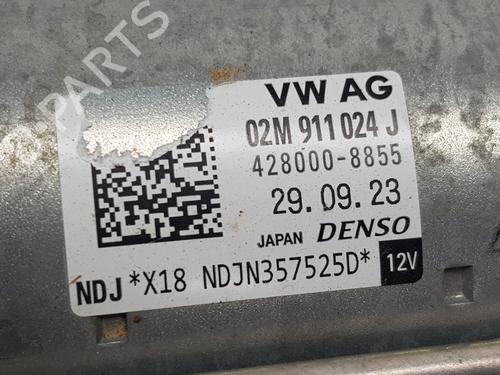 PARTS
VW AG
02M 911 024 J
428000-8855
29.09.23
JAPAN DENSO
NDJ *X18 NDJN357525D* 12V